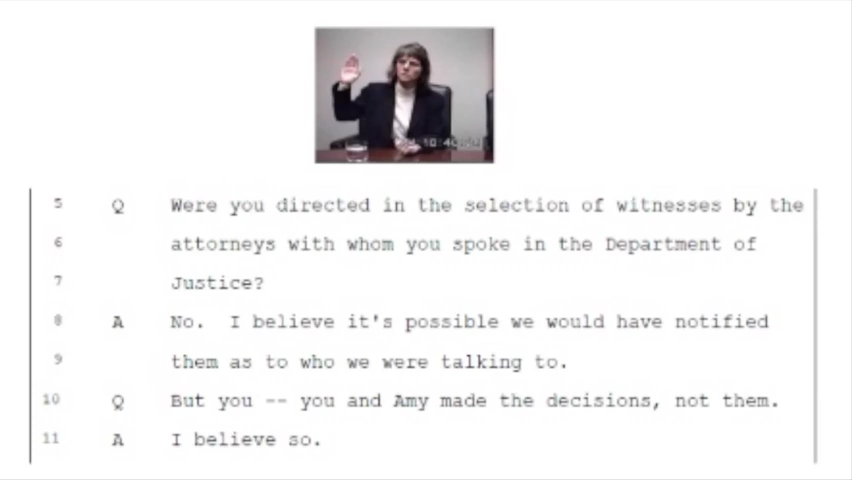 5 Q Were you directed in the selection of witnesses by the
6 attorneys with whom you spoke in the Department of
7 Justice?
8 A No. I believe it's possible we would have notified
9 them as to who we were talking to.
10 Q But you -- you and Amy made the decisions, not them.
11 A I believe so.